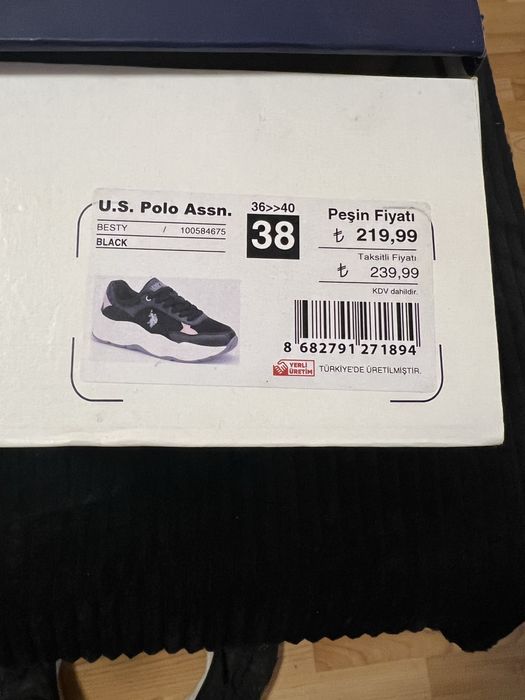 U.S. Polo Assn.
BESTY / 100584675
BLACK
36>>40
38
Peşin Fiyatı
₺ 219,99
Taksitli Fiyatı
₺ 239,99
KDV dahildir.
8 682791 271894
YERLİ
ÜRETİM
TÜRKİYE'DE ÜRETİLMİŞTİR.